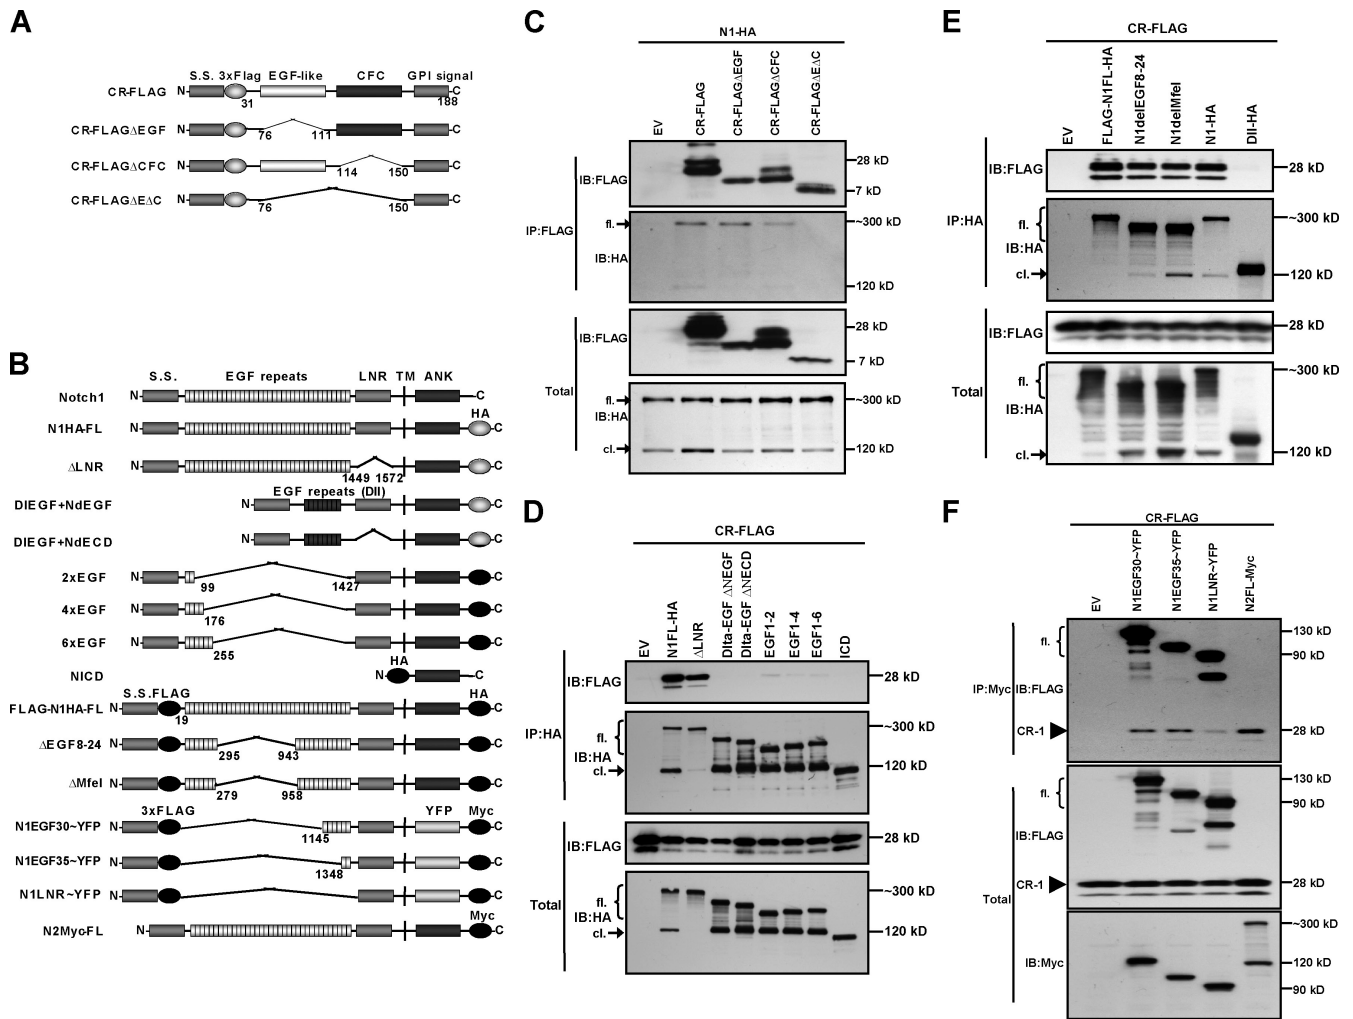 A
S.S. 3xFlag EGF-like CFC GPI signal
CR-FLAG N C
31 188
CR-FLAGΔEGF N C
76 111
CR-FLAGΔCFC N C
114 150
CR-FLAGΔEΔC N C
76 150
B
S.S. EGF repeats LNR TM ANK
Notch1 N C
HA
N1HA-FL N C
ΔLNR N C
1449 1572
EGF repeats (Dll)
DIEGF+NdEGF N C
DIEGF+NdECD N C
2xEGF N C
99 1427
4xEGF N C
176
6xEGF N C
255
HA
NICD N C
S.S.FLAG HA
FLAG-N1HA-FL N C
19
ΔEGF8-24 N C
295 943
ΔMfeI N C
279 958
3xFLAG YFP Myc
N1EGF30~YFP N C
1145
N1EGF35~YFP N C
1348
N1LNR~YFP N C
Myc
N2Myc-FL N C
C
N1-HA
EV
CR-FLAG
CR-FLAGΔEGF
CR-FLAGΔCFC
CR-FLAGΔEΔC
IP:FLAG
IB:FLAG
28 kD
7 kD
fl.
IB:HA
~300 kD
120 kD
Total
IB:FLAG
28 kD
7 kD
fl.
IB:HA
cl.
~300 kD
120 kD
D
CR-FLAG
EV
N1FL-HA
ΔLNR
Dlta-EGF ΔNEGF
Dlta-EGF ΔNECD
EGF1-2
EGF1-4
EGF1-6
ICD
IP:HA
IB:FLAG
28 kD
fl.
IB:HA
cl.
~300 kD
120 kD
Total
IB:FLAG
28 kD
fl.
IB:HA
cl.
~300 kD
120 kD
E
CR-FLAG
EV
FLAG-N1FL-HA
N1delEGF8-24
N1delMfeI
N1-HA
Dll-HA
IP:HA
IB:FLAG
28 kD
fl.
IB:HA
cl.
~300 kD
120 kD
Total
IB:FLAG
28 kD
fl.
IB:HA
cl.
~300 kD
120 kD
F
CR-FLAG
EV
N1EGF30~YFP
N1EGF35~YFP
N1LNR~YFP
N2FL-Myc
IP:Myc
fl.
IB:FLAG
CR-1
130 kD
90 kD
28 kD
Total
fl.
IB:FLAG
CR-1
130 kD
90 kD
28 kD
IB:Myc
~300 kD
120 kD
90 kD